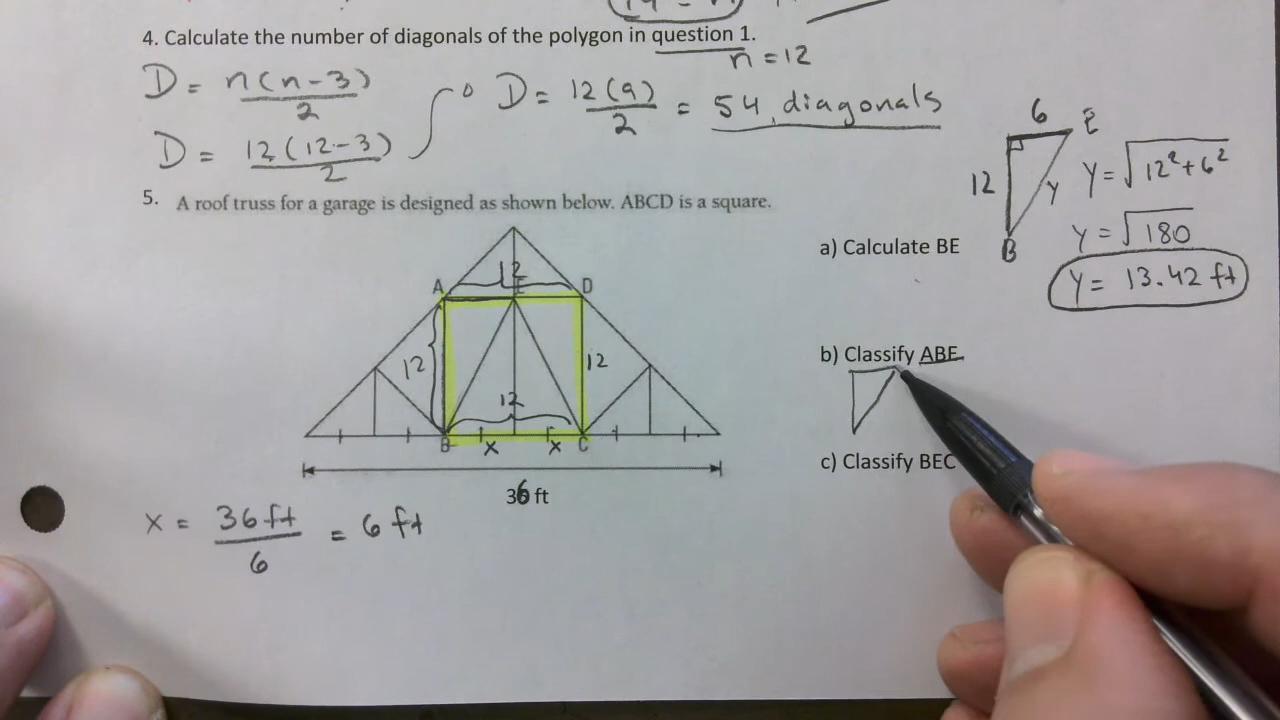 4. Calculate the number of diagonals of the polygon in question 1.
n = 12
D = n(n-3)/2
D = 12(12-3)/2
D = 12(9)/2 = 54 diagonals
5. A roof truss for a garage is designed as shown below. ABCD is a square.
A 12 E D
12 12
12
B x x C
36 ft
x = 36ft/6 = 6 ft
a) Calculate BE
6 E
12 y
B
y = √12²+6²
y = √180
y = 13.42 ft
b) Classify ABE
c) Classify BEC